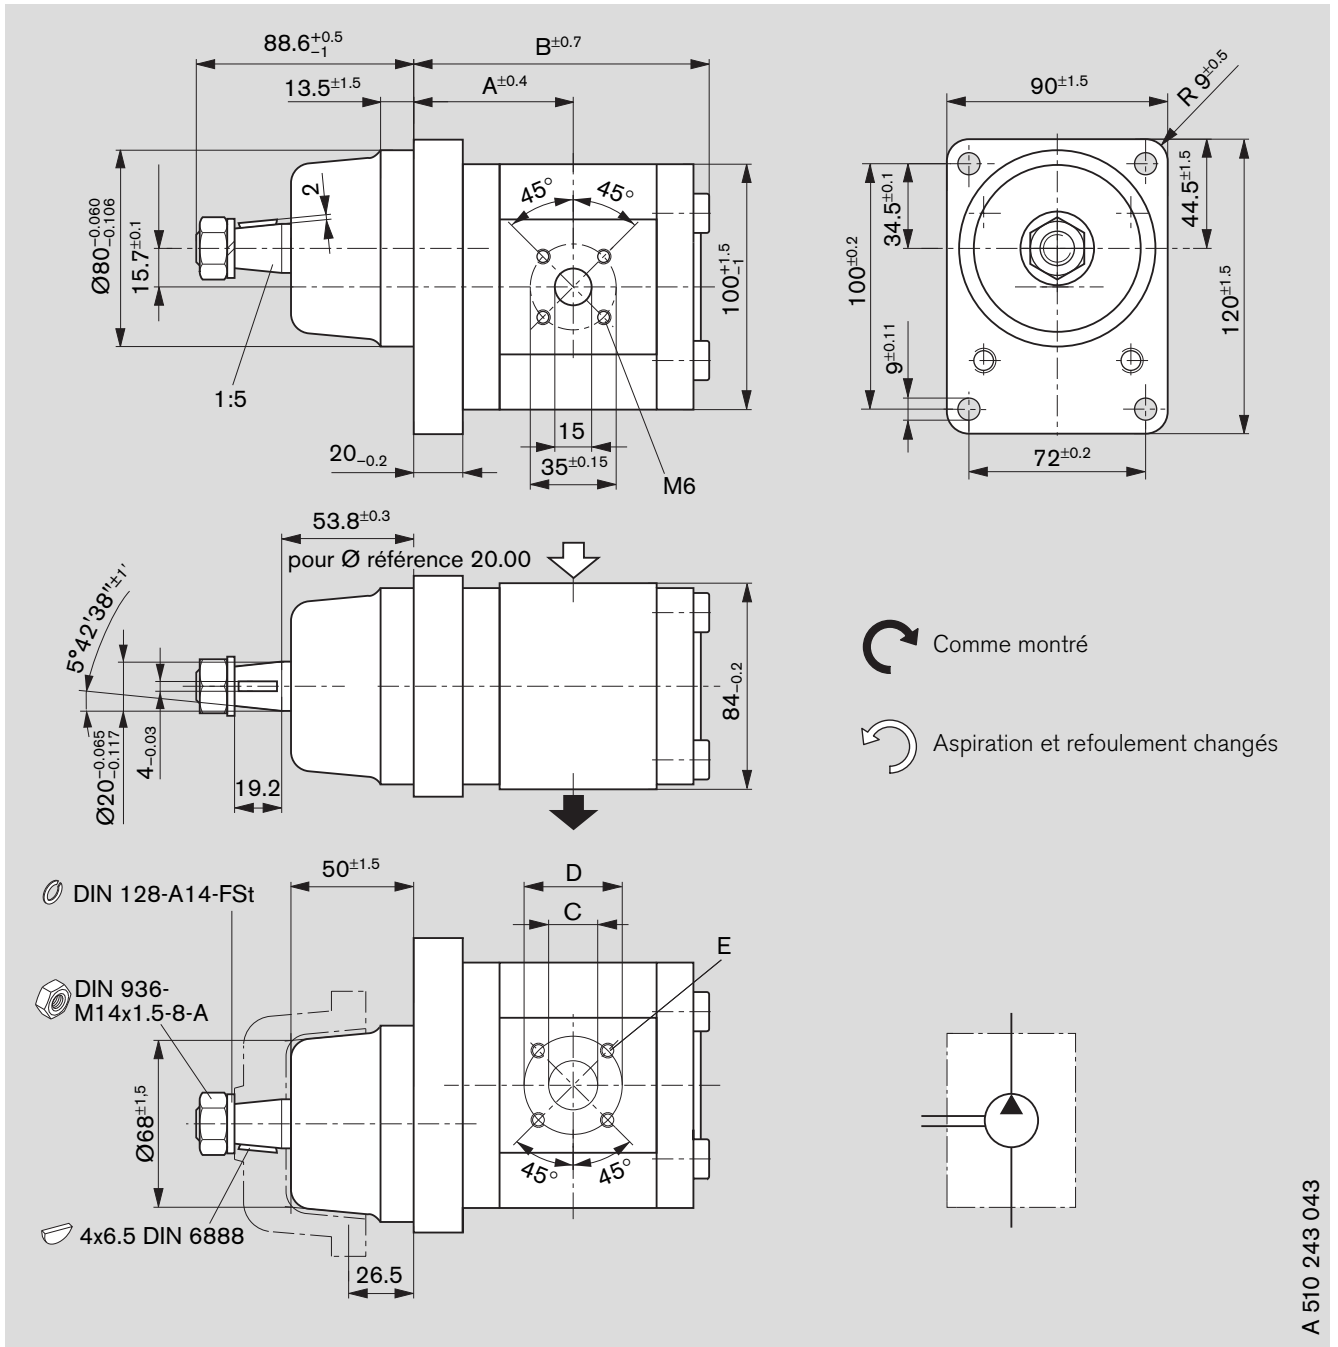 88.6 +0.5 −1
B±0.7
13.5±1.5
A±0.4
90±1.5
R 9±0.5
Ø80 −0.060 −0.106
15.7±0.1
2
45° 45°
100 +1.5 −1
1:5
20−0.2
15
35±0.15
M6
100±0.2
34.5±0.1
9±0.11
44.5±1.5
120±1.5
72±0.2
53.8±0.3
pour Ø référence 20.00
5°42'38"±1'
Ø20 −0.065 −0.117
4−0.03
19.2
84−0.2
Comme montré
Aspiration et refoulement changés
50±1.5
D
C
E
DIN 128-A14-FSt
DIN 936-
M14x1.5-8-A
Ø68±1,5
45° 45°
4x6.5 DIN 6888
26.5
A 510 243 043